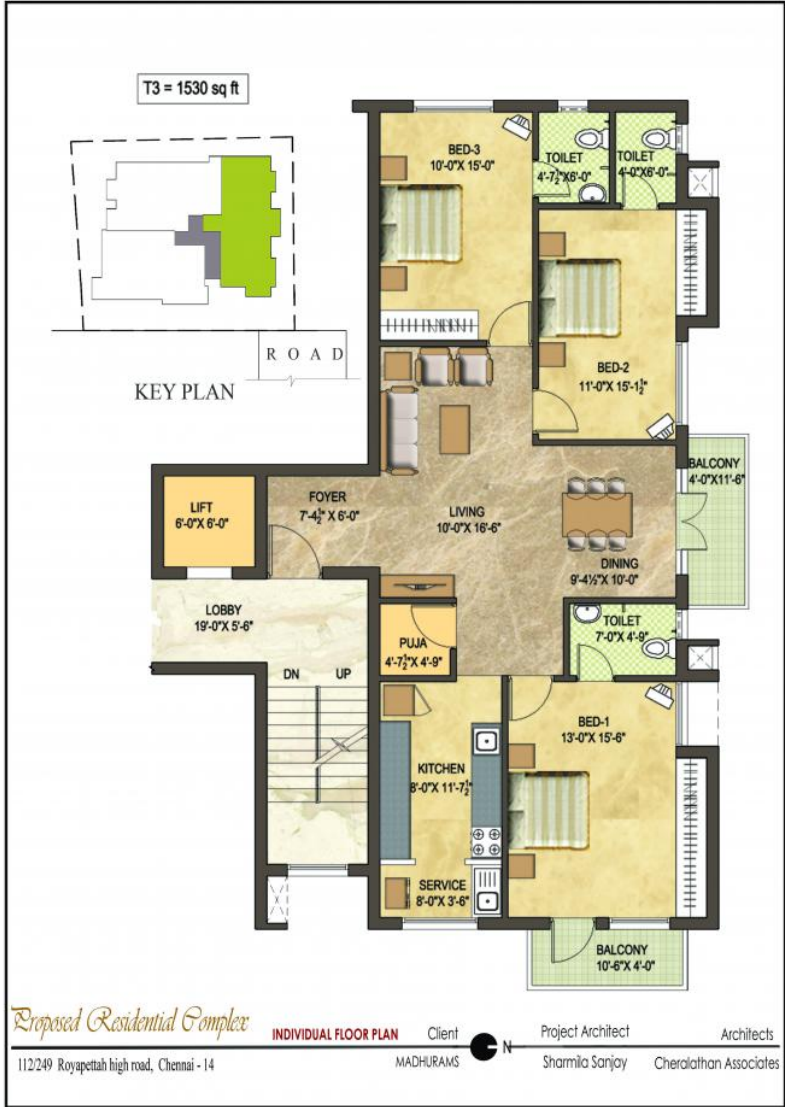 T3 = 1530 sq ft
R O A D
KEY PLAN
BED-3
10'-0"X 15'-0"
TOILET
4'-7½"X6'-0"
TOILET
4'-0"X6'-0"
BED-2
11'-0"X 15'-1½"
BALCONY
4'-0"X11'-6"
LIFT
6'-0"X 6'-0"
FOYER
7'-4½" X 6'-0"
LIVING
10'-0"X 16'-6"
DINING
9'-4½"X 10'-0"
LOBBY
19'-0"X 5'-6"
PUJA
4'-7½"X 4'-9"
TOILET
7'-0"X 4'-9"
DN UP
BED-1
13'-0"X 15'-6"
KITCHEN
8'-0"X 11'-7½"
SERVICE
8'-0"X 3'-6"
BALCONY
10'-6"X 4'-0"
Proposed Residential Complex
INDIVIDUAL FLOOR PLAN
Client
N
Project Architect
Architects
112/249 Royapettah high road, Chennai - 14
MADHURAMS
Sharmila Sanjay
Cheralathan Associates